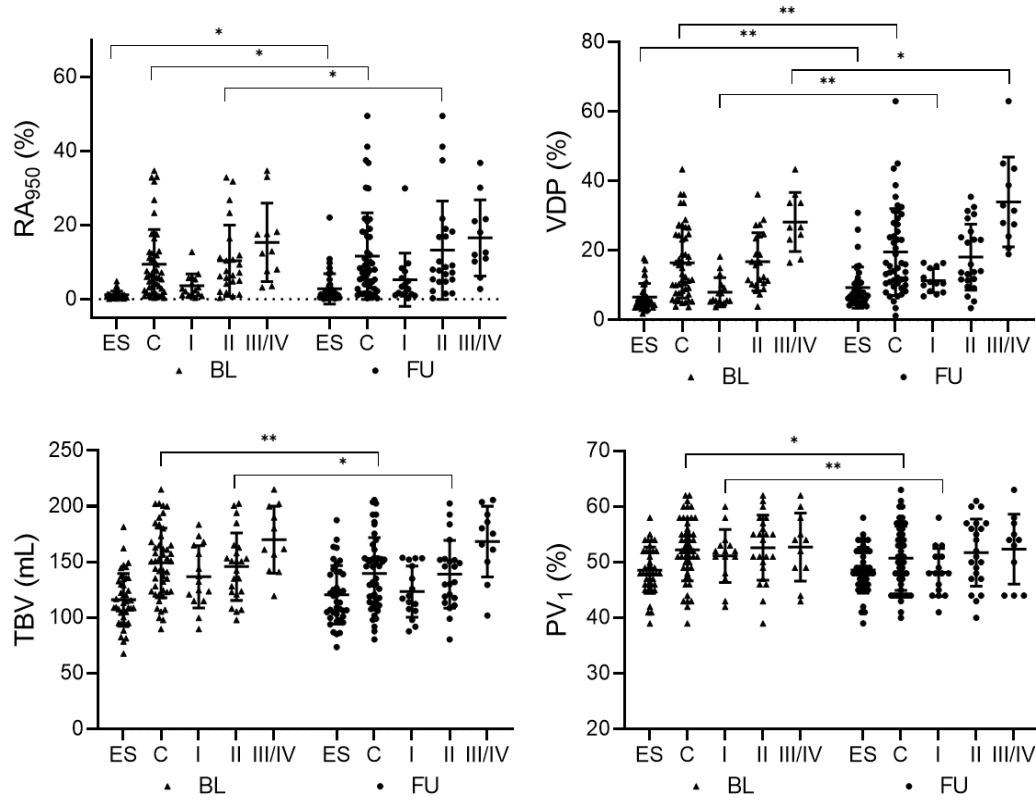 *
*
*
60
40
20
0
RA950 (%)
ES C I II III/IV ES C I II III/IV
▲ BL ● FU
**
**
*
**
80
60
40
20
0
VDP (%)
ES C I II III/IV ES C I II III/IV
▲ BL ● FU
**
*
250
200
150
100
50
0
TBV (mL)
ES C I II III/IV ES C I II III/IV
▲ BL ● FU
*
**
70
60
50
40
30
20
PV1 (%)
ES C I II III/IV ES C I II III/IV
▲ BL ● FU